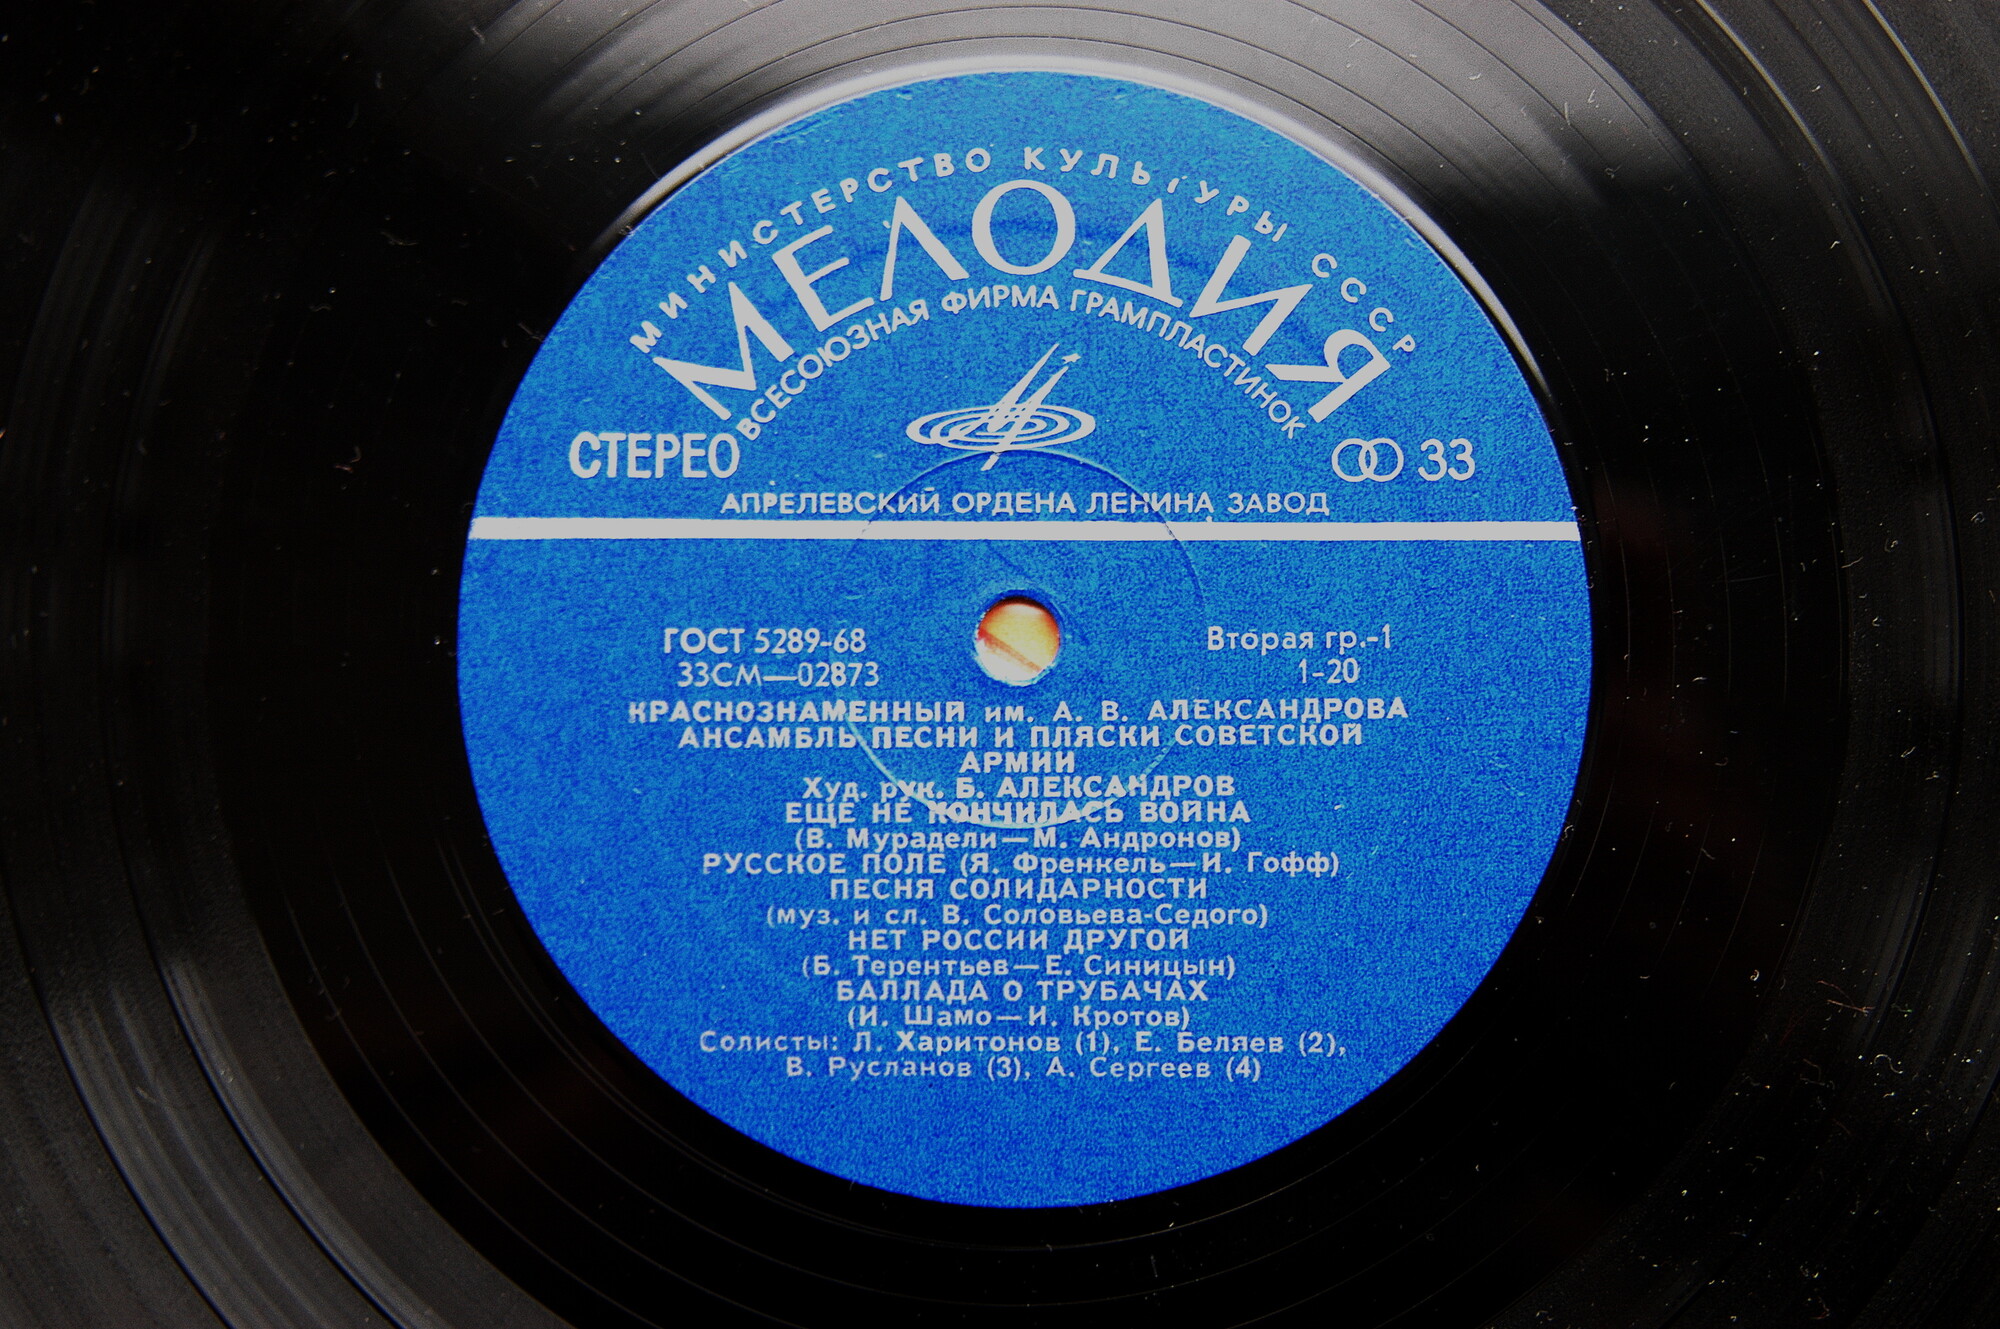 МИНИСТЕРСТВО КУЛЬТУРЫ СССР
МЕЛОДИЯ
ВСЕСОЮЗНАЯ ФИРМА ГРАМПЛАСТИНОК
СТЕРЕО
33
АПРЕЛЕВСКИЙ ОРДЕНА ЛЕНИНА ЗАВОД
ГОСТ 5289-68
Вторая гр.-1
33СМ—02873
1-20
КРАСНОЗНАМЕННЫЙ им. А. В. АЛЕКСАНДРОВА
АНСАМБЛЬ ПЕСНИ И ПЛЯСКИ СОВЕТСКОЙ
АРМИИ
Худ. рук. Б. АЛЕКСАНДРОВ
ЕЩЕ НЕ КОНЧИЛАСЬ ВОЙНА
(В. Мурадели—М. Андронов)
РУССКОЕ ПОЛЕ (Я. Френкель—И. Гофф)
ПЕСНЯ СОЛИДАРНОСТИ
(муз. и сл. В. Соловьева-Седого)
НЕТ РОССИИ ДРУГОЙ
(Б. Терентьев—Е. Синицын)
БАЛЛАДА О ТРУБАЧАХ
(И. Шамо—И. Кротов)
Солисты: Л. Харитонов (1), Е. Беляев (2),
В. Русланов (3), А. Сергеев (4)